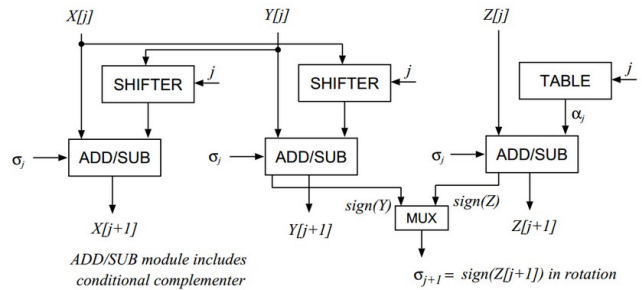 X[j]
Y[j]
Z[j]
SHIFTER
j
SHIFTER
j
TABLE
j
αj
σj
ADD/SUB
σj
ADD/SUB
σj
ADD/SUB
sign(Y)
sign(Z)
MUX
X[j+1]
Y[j+1]
Z[j+1]
ADD/SUB module includes
conditional complementer
σj+1 = sign(Z[j+1]) in rotation